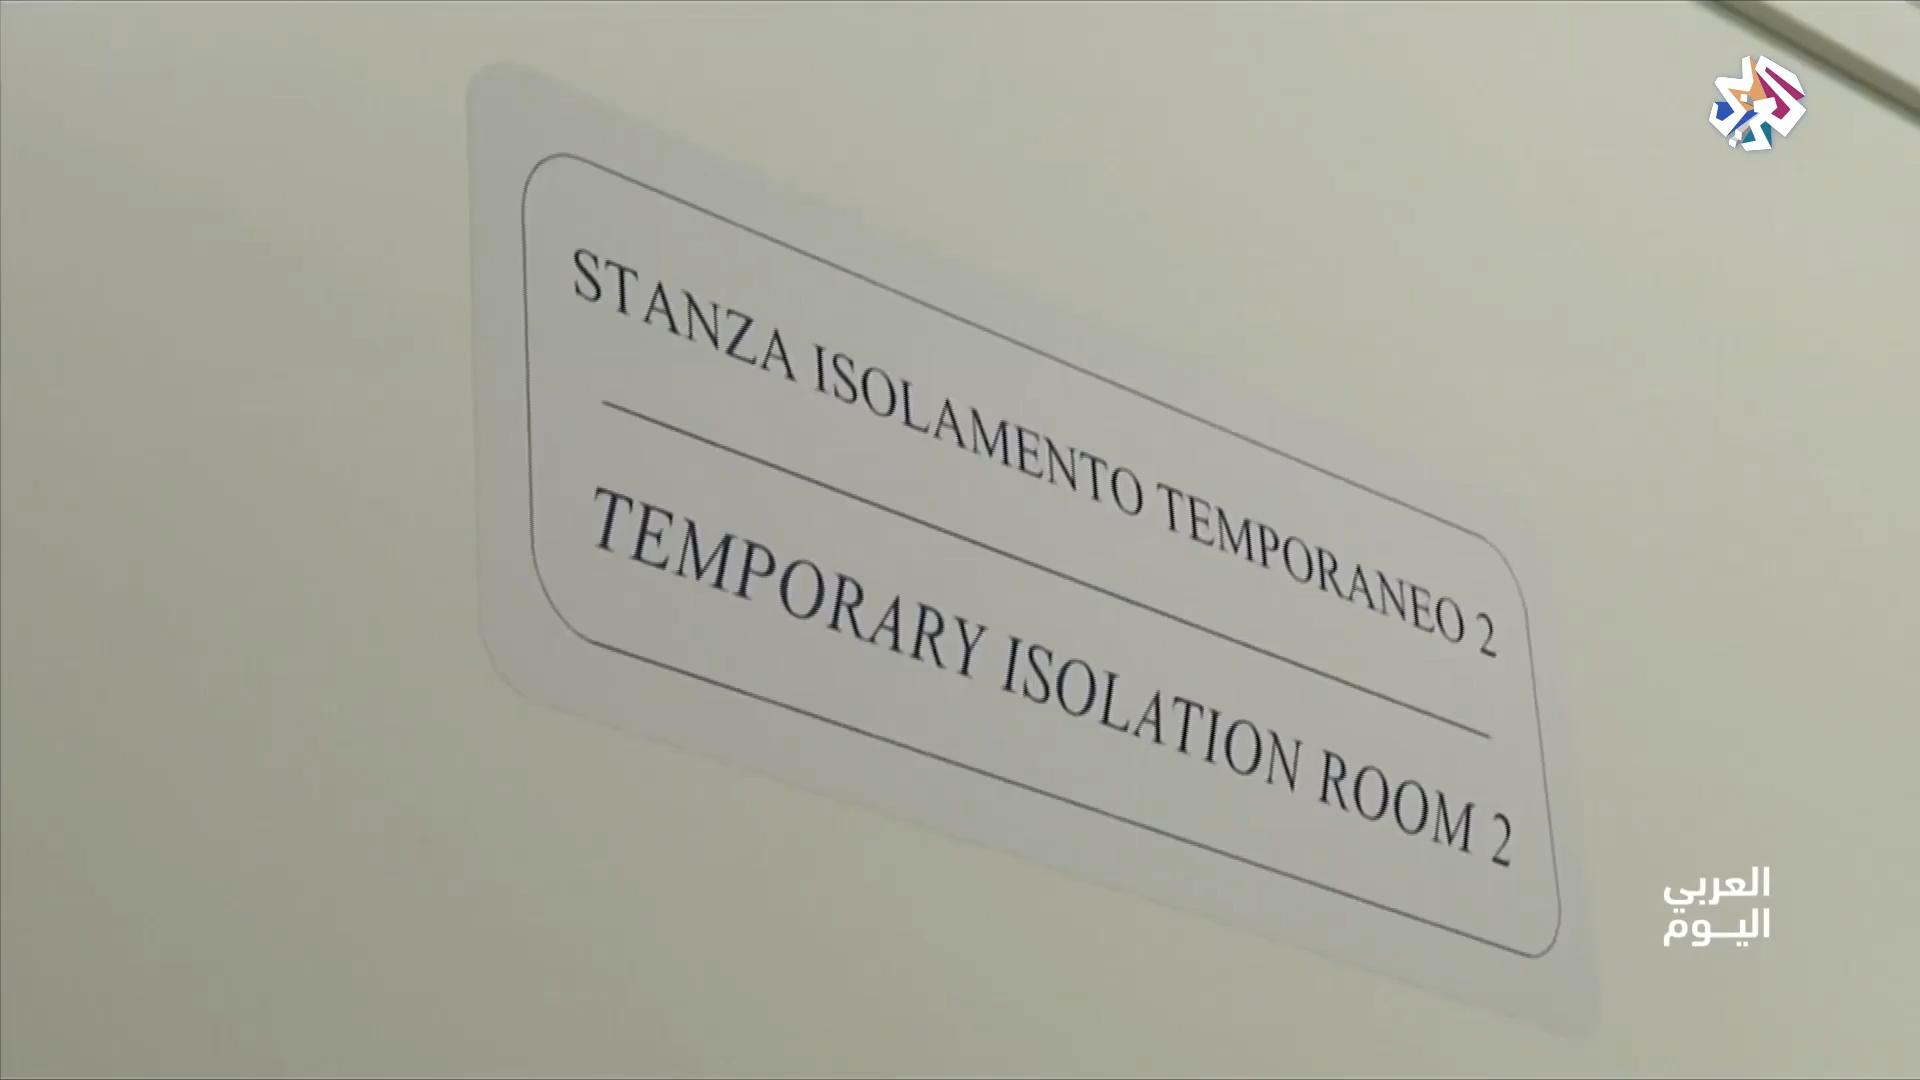 STANZA ISOLAMENTO TEMPORANEO 2
TEMPORARY ISOLATION ROOM 2
العربي
اليوم